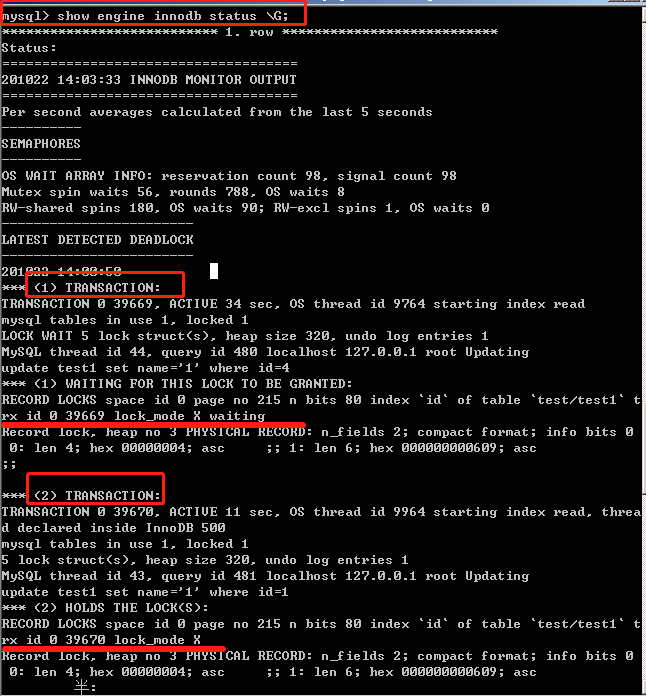 mysql> show engine innodb status \G;
*************************** 1. row ***************************
Status:
=====================================
201022 14:03:33 INNODB MONITOR OUTPUT
=====================================
Per second averages calculated from the last 5 seconds
----------
SEMAPHORES
----------
OS WAIT ARRAY INFO: reservation count 98, signal count 98
Mutex spin waits 56, rounds 788, OS waits 8
RW-shared spins 180, OS waits 90; RW-excl spins 1, OS waits 0
------------------------
LATEST DETECTED DEADLOCK
------------------------
201022
*** (1) TRANSACTION:
TRANSACTION 0 39669, ACTIVE 34 sec, OS thread id 9764 starting index read
mysql tables in use 1, locked 1
LOCK WAIT 5 lock struct(s), heap size 320, undo log entries 1
MySQL thread id 44, query id 480 localhost 127.0.0.1 root Updating
update test1 set name='1' where id=4
*** (1) WAITING FOR THIS LOCK TO BE GRANTED:
RECORD LOCKS space id 0 page no 215 n bits 80 index `id` of table `test/test1` t
rx id 0 39669 lock_mode X waiting
Record lock, heap no 3 PHYSICAL RECORD: n_fields 2; compact format; info bits 0
 0: len 4; hex 00000004; asc     ;; 1: len 6; hex 000000000609; asc
;;
*** (2) TRANSACTION:
TRANSACTION 0 39670, ACTIVE 11 sec, OS thread id 9964 starting index read, threa
d declared inside InnoDB 500
mysql tables in use 1, locked 1
5 lock struct(s), heap size 320, undo log entries 1
MySQL thread id 43, query id 481 localhost 127.0.0.1 root Updating
update test1 set name='1' where id=1
*** (2) HOLDS THE LOCK(S):
RECORD LOCKS space id 0 page no 215 n bits 80 index `id` of table `test/test1` t
rx id 0 39670 lock_mode X
Record lock, heap no 3 PHYSICAL RECORD: n_fields 2; compact format; info bits 0
 0: len 4; hex 00000004; asc     ;; 1: len 6; hex 000000000609; asc
半: